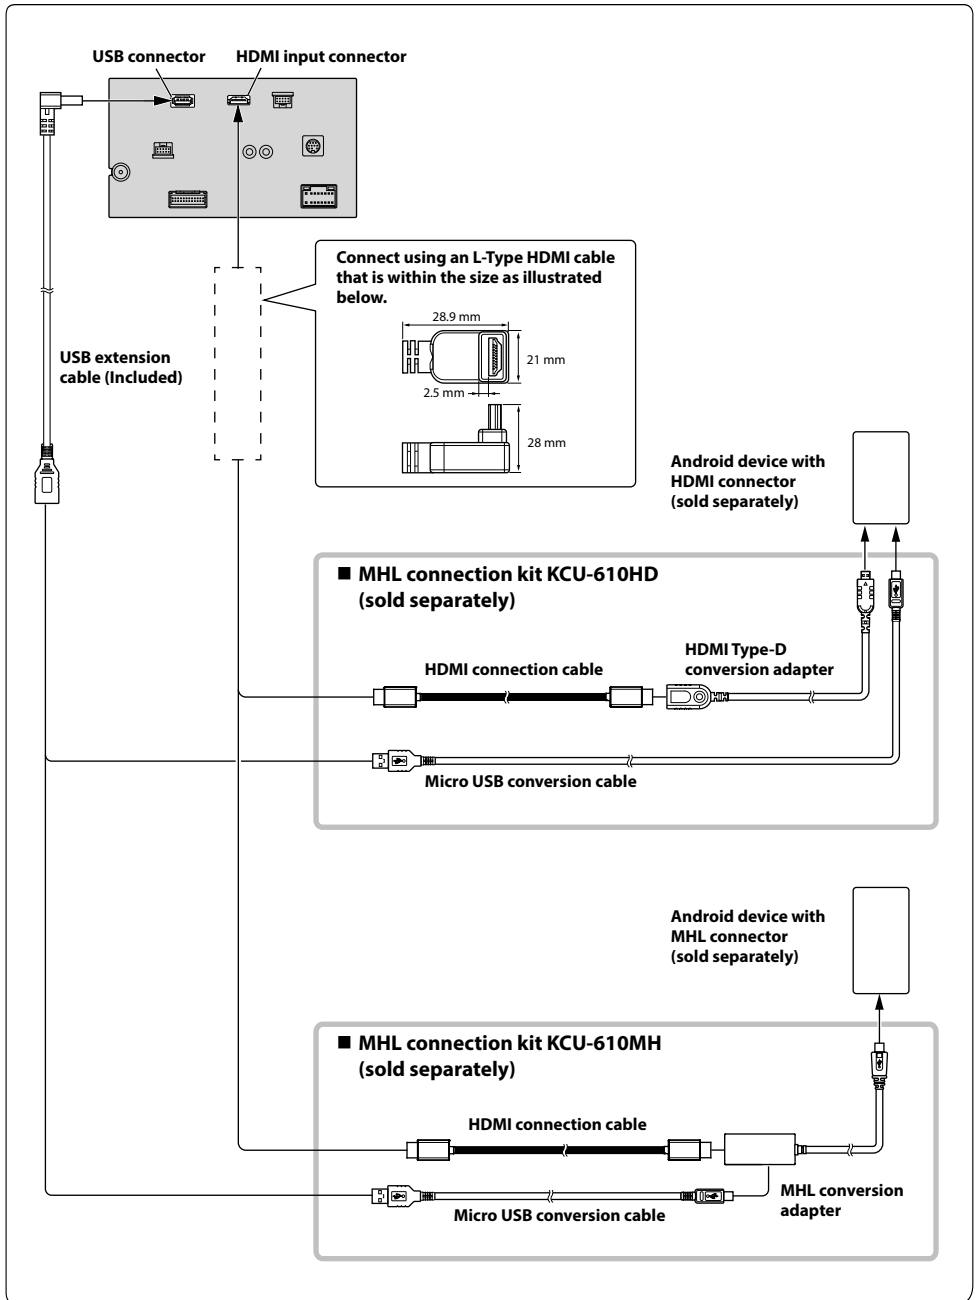 USB connector
HDMI input connector
Connect using an L-Type HDMI cable
that is within the size as illustrated
below.
28.9 mm
21 mm
2.5 mm
28 mm
USB extension
cable (Included)
Android device with
HDMI connector
(sold separately)
■ MHL connection kit KCU-610HD
(sold separately)
HDMI Type-D
conversion adapter
HDMI connection cable
Micro USB conversion cable
Android device with
MHL connector
(sold separately)
■ MHL connection kit KCU-610MH
(sold separately)
HDMI connection cable
MHL conversion
adapter
Micro USB conversion cable